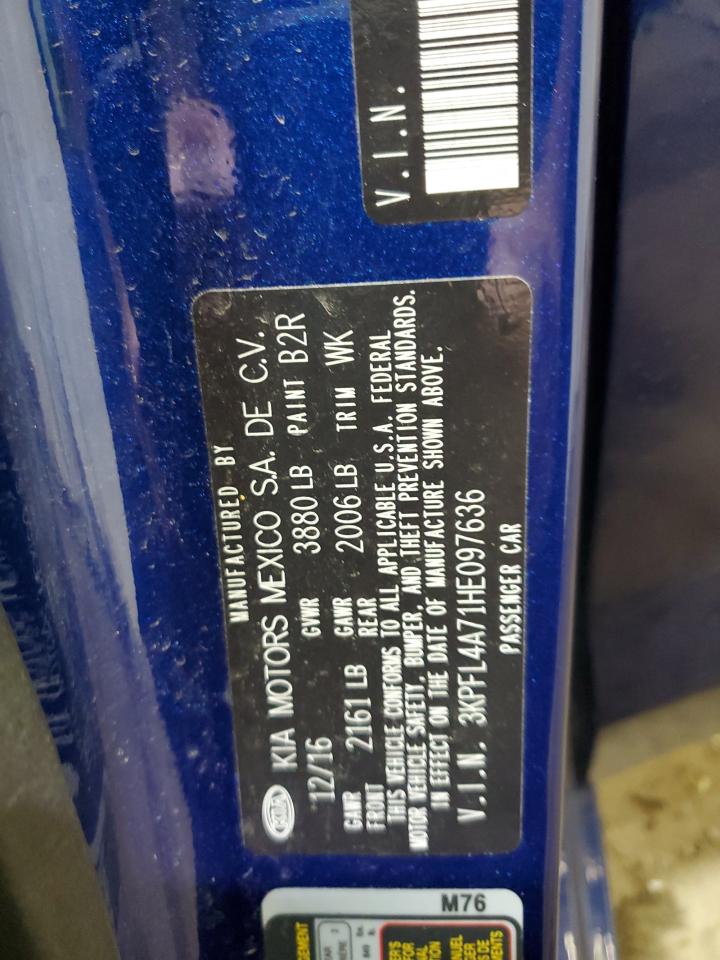 V.I.N.
MANUFACTURED BY
KIA KIA MOTORS MEXICO S.A. DE C.V.
12/16 GVWR 3880 LB PAINT B2R
GAWR FRONT 2161 LB GAWR REAR 2006 LB TRIM WK
THIS VEHICLE CONFORMS TO ALL APPLICABLE U.S.A. FEDERAL
MOTOR VEHICLE SAFETY, BUMPER, AND THEFT PREVENTION STANDARDS.
IN EFFECT ON THE DATE OF MANUFACTURE SHOWN ABOVE.
V.I.N. 3KPFL4A71HE097636
PASSENGER CAR
M76